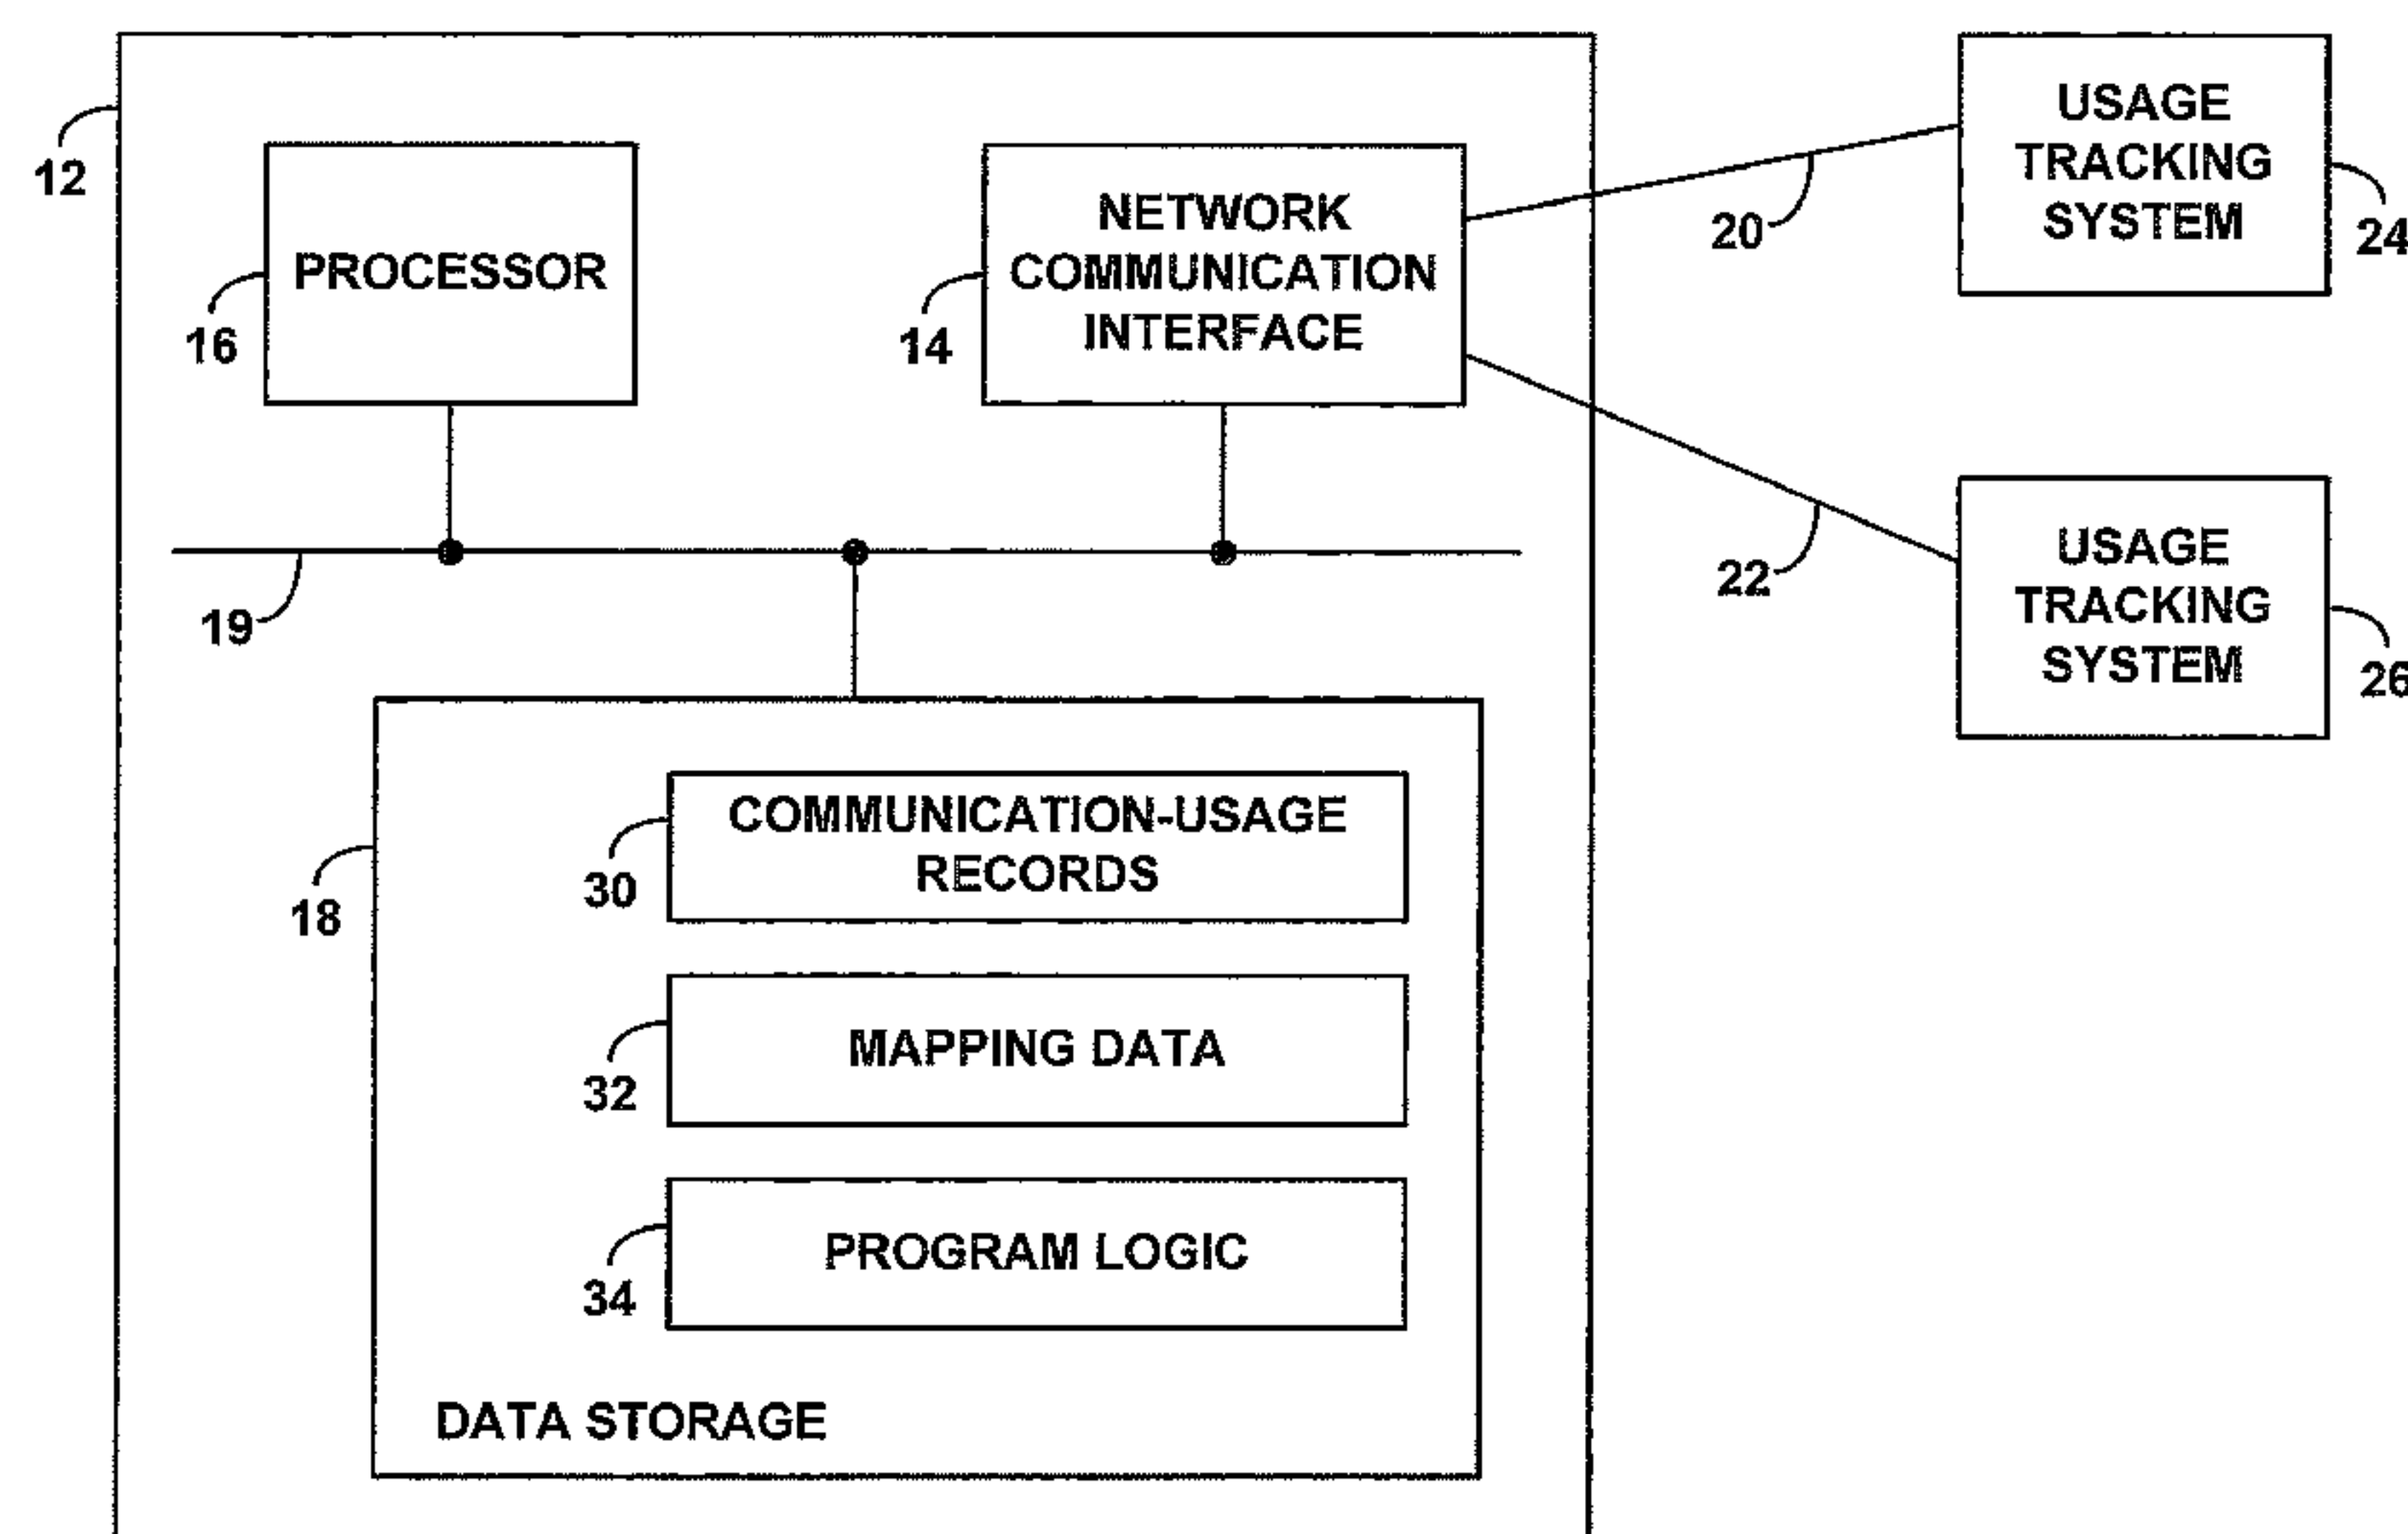 12
PROCESSOR
16
NETWORK
COMMUNICATION
INTERFACE
14
20
USAGE
TRACKING
SYSTEM
24
19
22
USAGE
TRACKING
SYSTEM
26
18
COMMUNICATION-USAGE
RECORDS
30
MAPPING DATA
32
PROGRAM LOGIC
34
DATA STORAGE